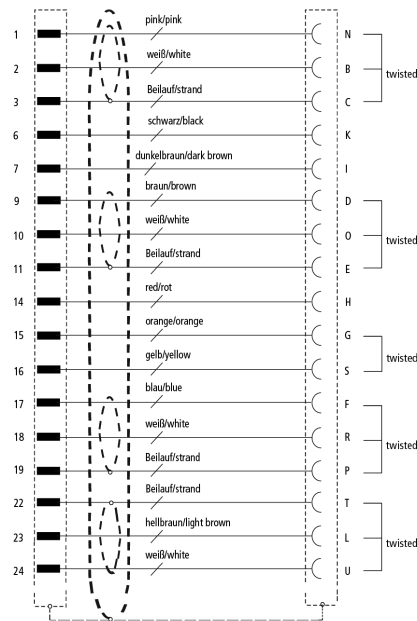 1 pink/pink N
2 weiß/white B
twisted
3 Beilauf/strand C
6 schwarz/black K
7 dunkelbraun/dark brown I
9 braun/brown D
10 weiß/white O
twisted
11 Beilauf/strand E
14 red/rot H
15 orange/orange G
twisted
16 gelb/yellow S
17 blau/blue F
18 weiß/white R
twisted
19 Beilauf/strand P
22 Beilauf/strand T
23 hellbraun/light brown L
twisted
24 weiß/white U